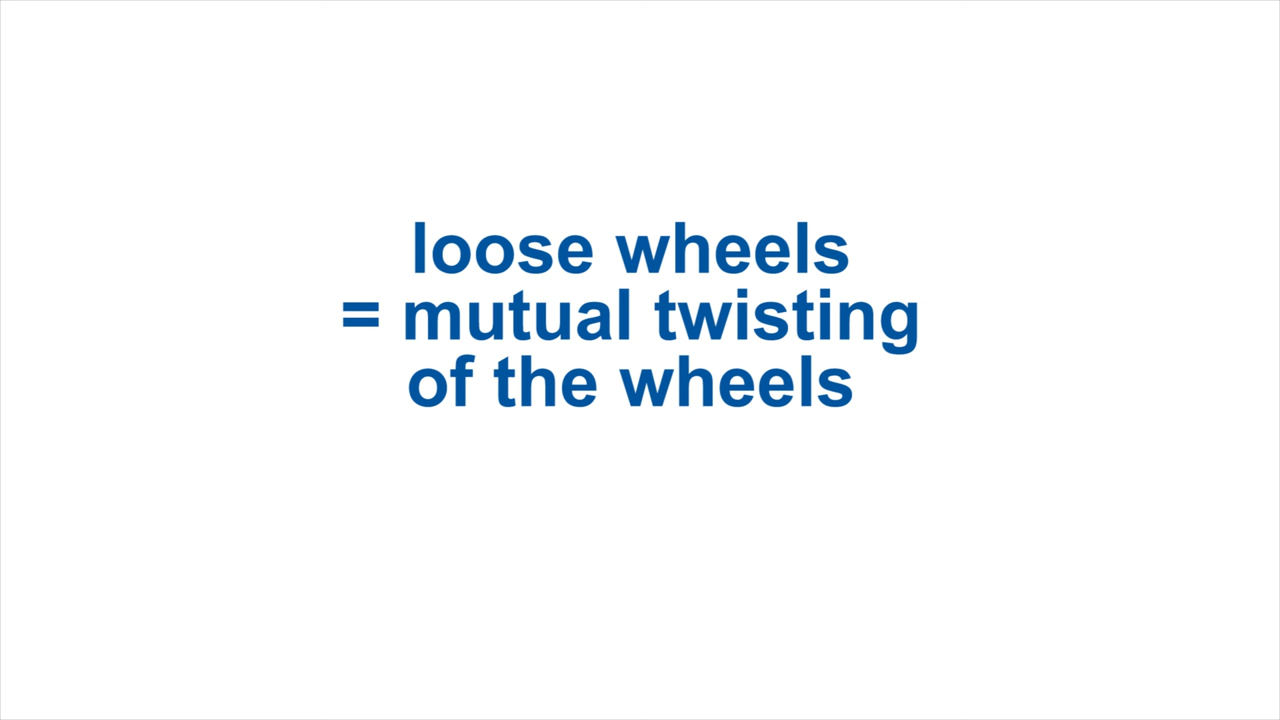 loose wheels
= mutual twisting
of the wheels